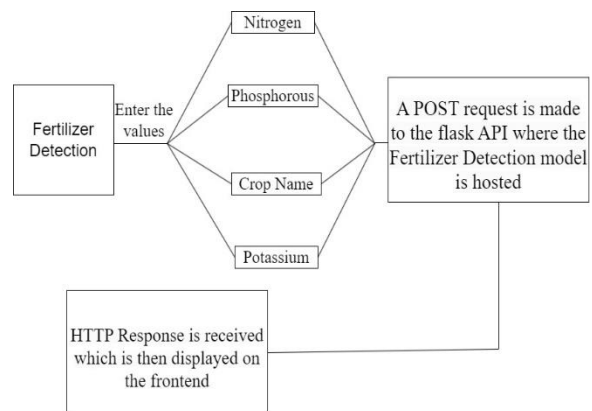 Fertilizer
Detection
Enter the
values
Nitrogen
Phosphorous
Crop Name
Potassium
A POST request is made
to the flask API where the
Fertilizer Detection model
is hosted
HTTP Response is received
which is then displayed on
the frontend